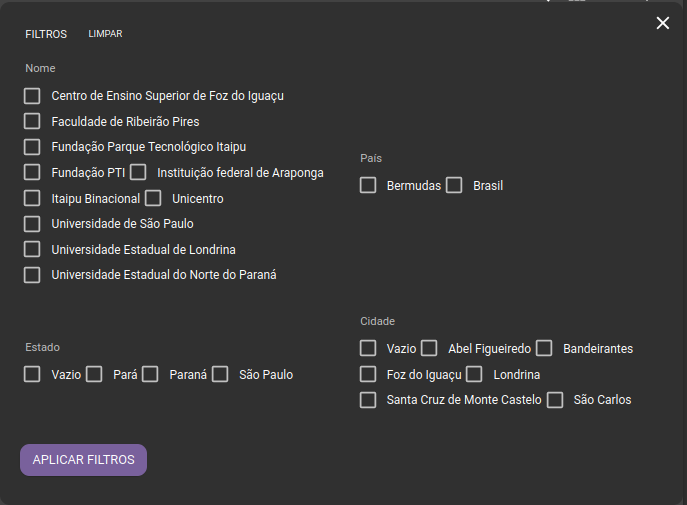 FILTROS LIMPAR
Nome
Centro de Ensino Superior de Foz do Iguaçu
Faculdade de Ribeirão Pires
Fundação Parque Tecnológico Itaipu
Fundação PTI Instituição federal de Araponga
Itaipu Binacional Unicentro
Universidade de São Paulo
Universidade Estadual de Londrina
Universidade Estadual do Norte do Paraná
País
Bermudas Brasil
Estado
Vazio Pará Paraná São Paulo
Cidade
Vazio Abel Figueiredo Bandeirantes
Foz do Iguaçu Londrina
Santa Cruz de Monte Castelo São Carlos
APLICAR FILTROS